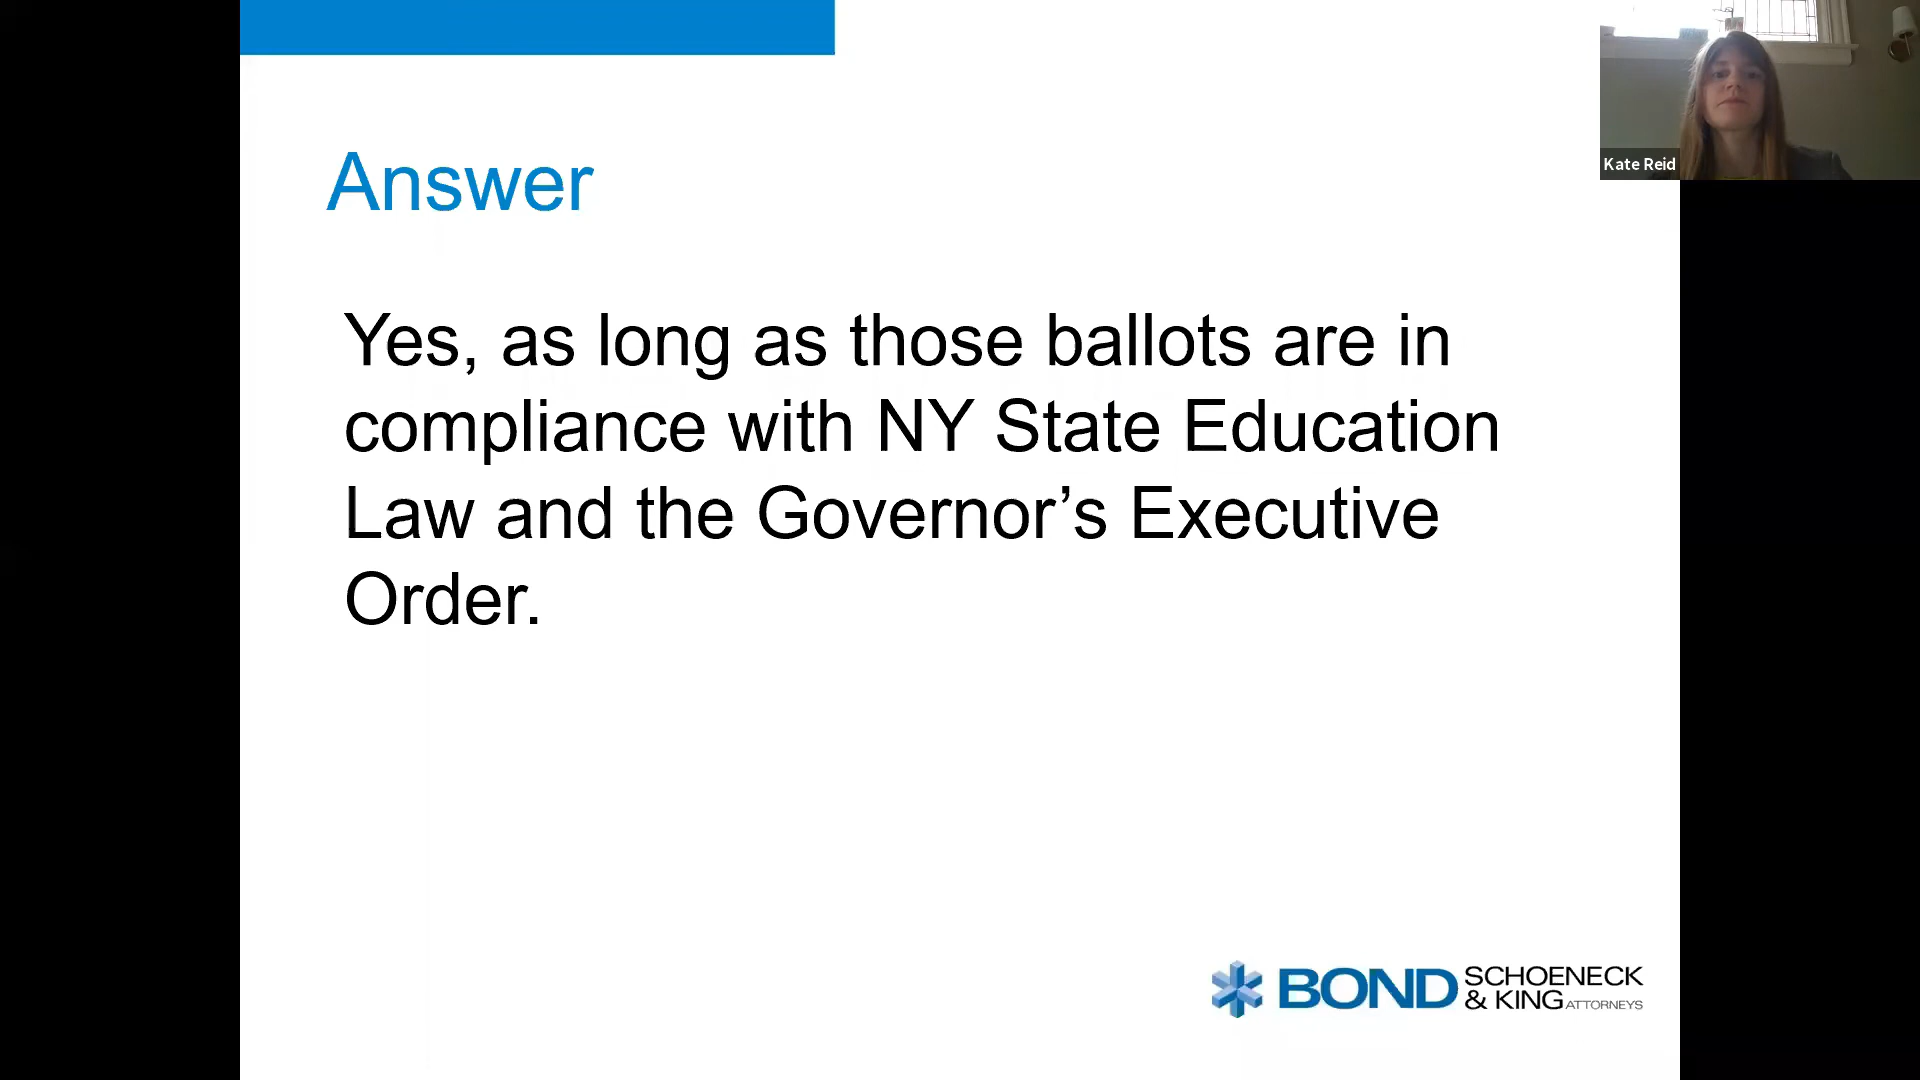 Kate Reid
Answer
Yes, as long as those ballots are in
compliance with NY State Education
Law and the Governor’s Executive
Order.
BOND SCHOENECK
& KING ATTORNEYS